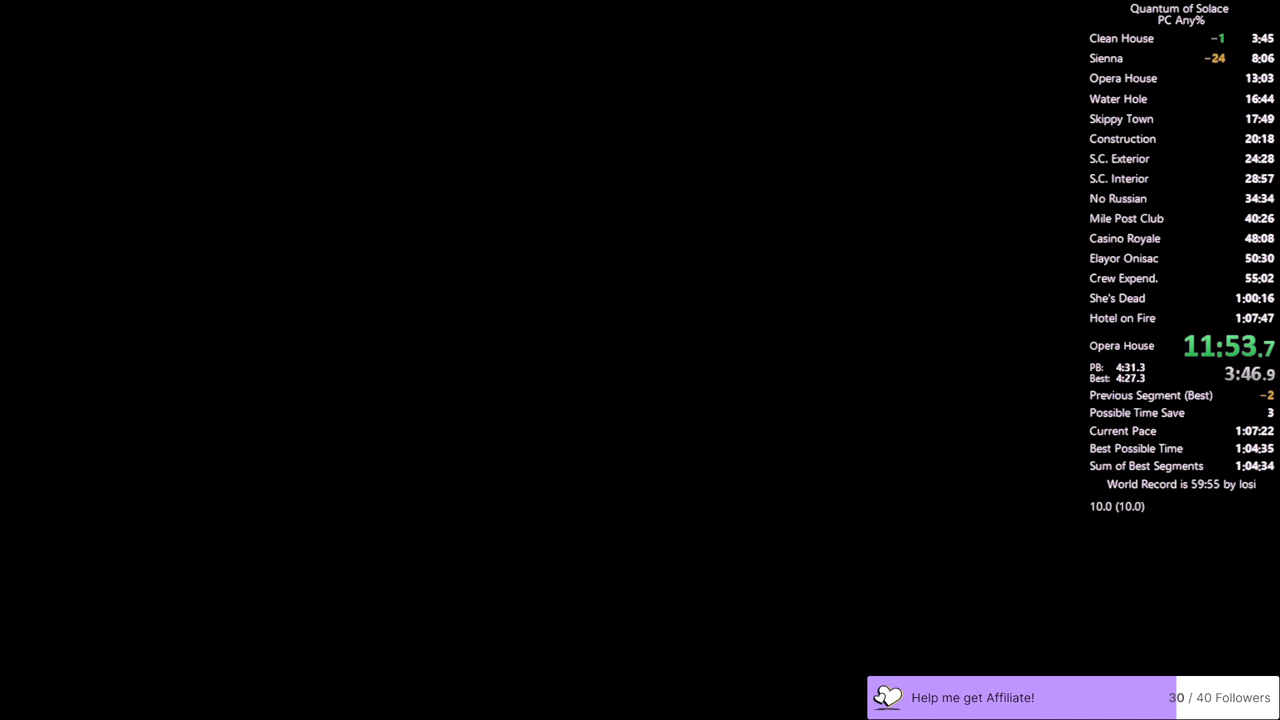 Quantum of Solace
PC Any%
Clean House −1 3:45
Sienna −24 8:06
Opera House 13:03
Water Hole 16:44
Skippy Town 17:49
Construction 20:18
S.C. Exterior 24:28
S.C. Interior 28:57
No Russian 34:34
Mile Post Club 40:26
Casino Royale 48:08
Elayor Onisac 50:30
Crew Expend. 55:02
She's Dead 1:00:16
Hotel on Fire 1:07:47
Opera House 11:53.7
PB: 4:31.3 3:46.9
Best: 4:27.3
Previous Segment (Best) −2
Possible Time Save 3
Current Pace 1:07:22
Best Possible Time 1:04:35
Sum of Best Segments 1:04:34
World Record is 59:55 by losi
10.0 (10.0)
Help me get Affiliate! 30 / 40 Followers